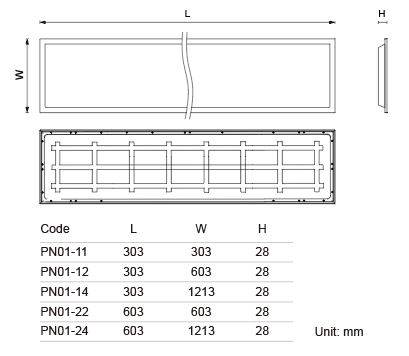 L
H
W
Code L W H
PN01-11 303 303 28
PN01-12 303 603 28
PN01-14 303 1213 28
PN01-22 603 603 28
PN01-24 603 1213 28
Unit: mm